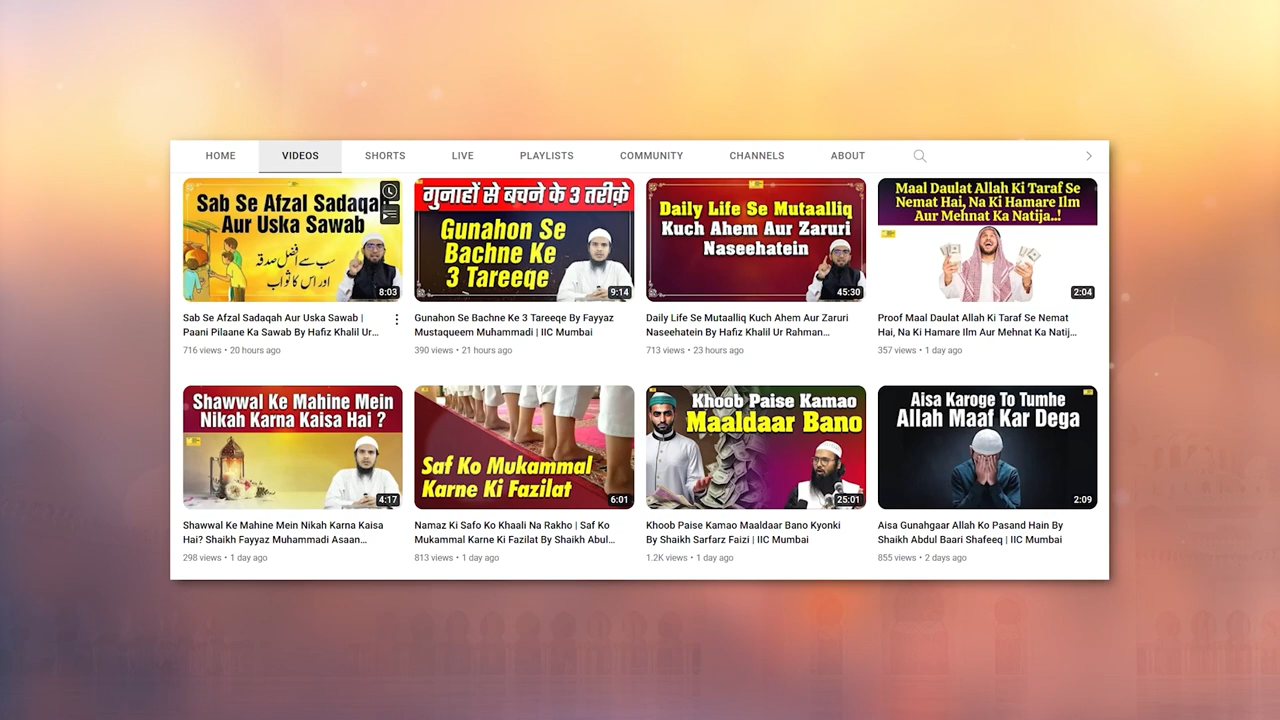 HOME VIDEOS SHORTS LIVE PLAYLISTS COMMUNITY CHANNELS ABOUT
Sab Se Afzal Sadaqa
Aur Uska Sawab
سب سے افضل صدقہ
اور اس کا ثواب
8:03
Sab Se Afzal Sadaqah Aur Uska Sawab |
Paani Pilaane Ka Sawab By Hafiz Khalil Ur...
716 views • 20 hours ago
गुनाहों से बचने के 3 तरीक़े
Gunahon Se
Bachne Ke
3 Tareeqe
9:14
Gunahon Se Bachne Ke 3 Tareeqe By Fayyaz
Mustaqueem Muhammadi | IIC Mumbai
390 views • 21 hours ago
Daily Life Se Mutaalliq
Kuch Ahem Aur Zaruri
Naseehatein
45:30
Daily Life Se Mutaalliq Kuch Ahem Aur Zaruri
Naseehatein By Hafiz Khalil Ur Rahman...
713 views • 23 hours ago
Maal Daulat Allah Ki Taraf Se
Nemat Hai, Na Ki Hamare Ilm
Aur Mehnat Ka Natija..!
2:04
Proof Maal Daulat Allah Ki Taraf Se Nemat
Hai, Na Ki Hamare Ilm Aur Mehnat Ka Natij...
357 views • 1 day ago
Shawwal Ke Mahine Mein
Nikah Karna Kaisa Hai ?
4:17
Shawwal Ke Mahine Mein Nikah Karna Kaisa
Hai? Shaikh Fayyaz Muhammadi Asaan...
298 views • 1 day ago
Saf Ko Mukammal
Karne Ki Fazilat
6:01
Namaz Ki Safo Ko Khaali Na Rakho | Saf Ko
Mukammal Karne Ki Fazilat By Shaikh Abul...
813 views • 1 day ago
Khoob Paise Kamao
Maaldaar Bano
25:01
Khoob Paise Kamao Maaldaar Bano Kyonki
By Shaikh Sarfarz Faizi | IIC Mumbai
1.2K views • 1 day ago
Aisa Karoge To Tumhe
Allah Maaf Kar Dega
2:09
Aisa Gunahgaar Allah Ko Pasand Hain By
Shaikh Abdul Baari Shafeeq | IIC Mumbai
855 views • 2 days ago